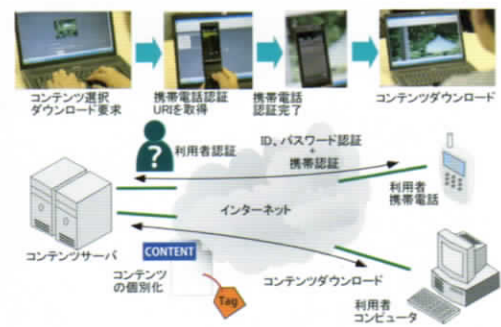 コンテンツ選択
ダウンロード要求
携帯電話認証
URIを取得
携帯電話
認証完了
コンテンツダウンロード
?
利用者認証
ID、パスワード認証
+
携帯認証
利用者
携帯電話
インターネット
コンテンツサーバ
CONTENT
コンテンツ
の個別化
Tag
コンテンツダウンロード
利用者
コンピュータ